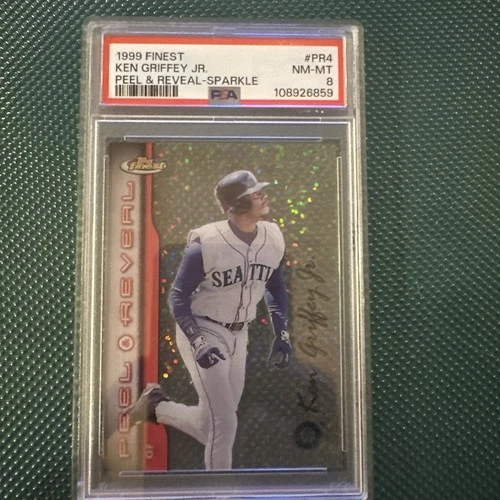 1999 FINEST
#PR4
KEN GRIFFEY JR.
NM-MT
PEEL & REVEAL-SPARKLE
8
PSA
108926859
Finest
PEEL & REVEAL
SEATTLE
Ken Griffey Jr.
OF